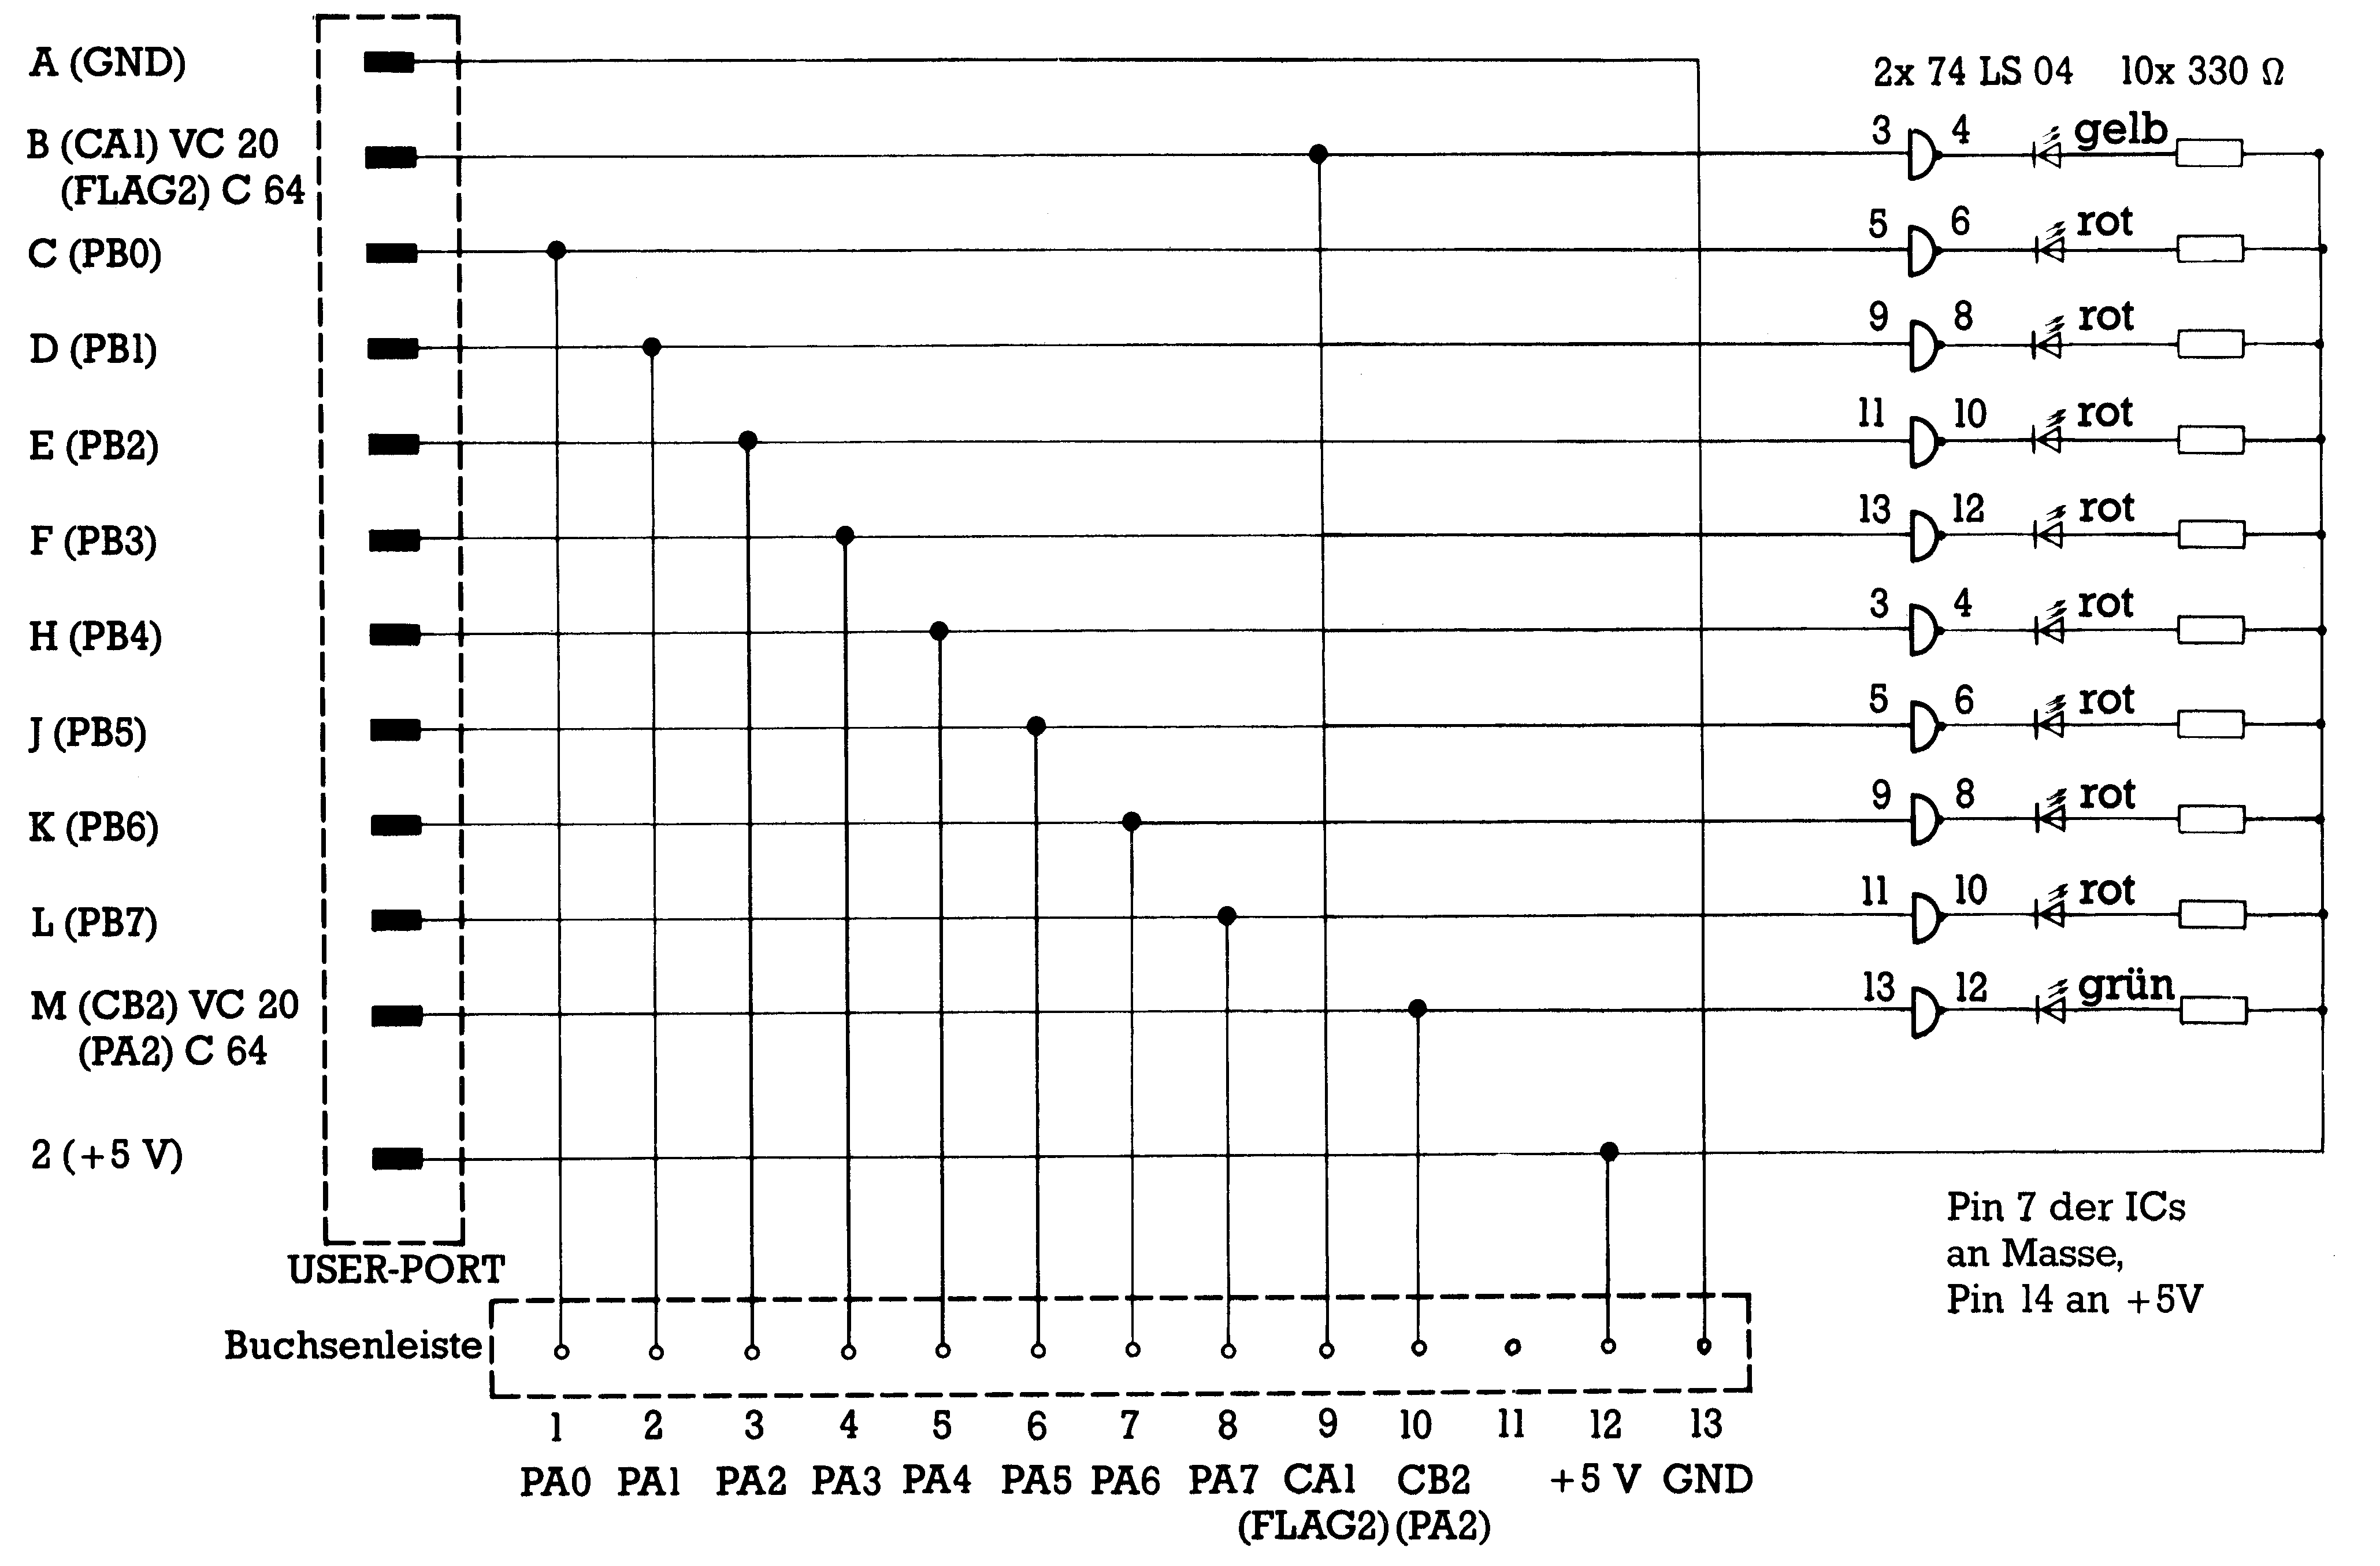 A (GND)
2x 74 LS 04 10x 330 Ω
B (CA1) VC 20
(FLAG2) C 64
3 4 gelb
C (PB0)
5 6 rot
D (PB1)
9 8 rot
E (PB2)
11 10 rot
F (PB3)
13 12 rot
H (PB4)
3 4 rot
J (PB5)
5 6 rot
K (PB6)
9 8 rot
L (PB7)
11 10 rot
M (CB2) VC 20
(PA2) C 64
13 12 grün
2 (+5 V)
USER-PORT
Pin 7 der ICs
an Masse,
Pin 14 an +5V
Buchsenleiste
1 2 3 4 5 6 7 8 9 10 11 12 13
PA0 PA1 PA2 PA3 PA4 PA5 PA6 PA7 CA1 CB2 +5 V GND
(FLAG2) (PA2)